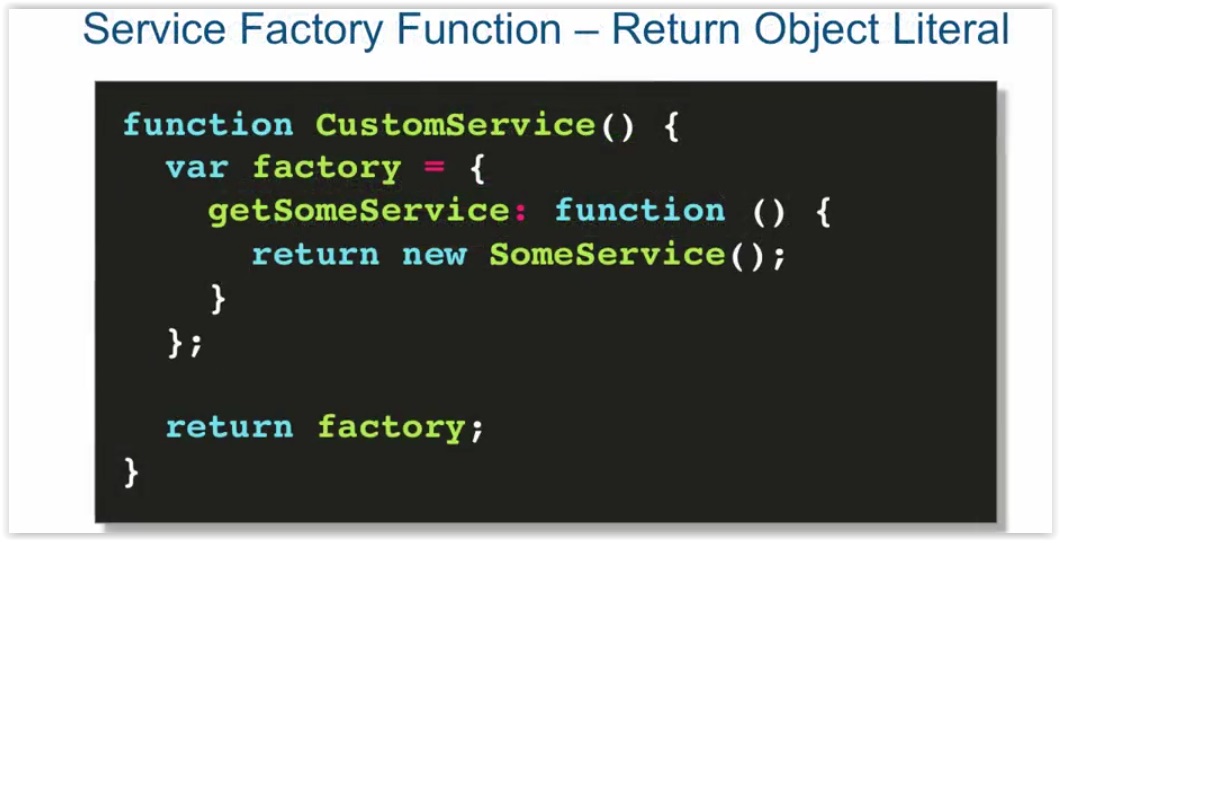 Service Factory Function – Return Object Literal
function CustomService() {
  var factory = {
    getSomeService: function () {
      return new SomeService();
    }
  };
  return factory;
}